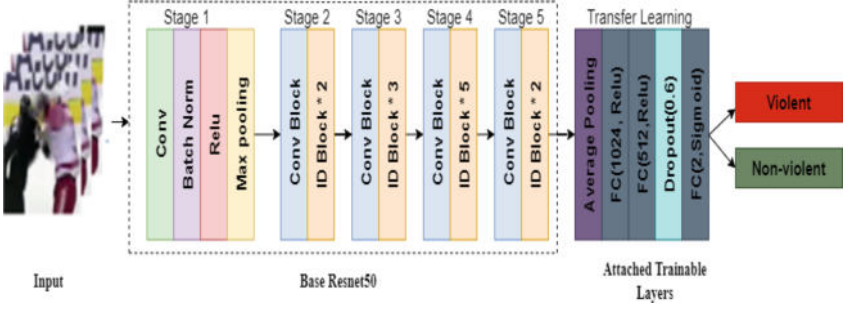 Stage 1
Stage 2
Stage 3
Stage 4
Stage 5
Transfer Learning
Conv
Batch Norm
Relu
Max pooling
Conv Block
ID Block * 2
Conv Block
ID Block * 3
Conv Block
ID Block * 5
Conv Block
ID Block * 2
Average Pooling
FC(1024, Relu)
FC(512,Relu)
Dropout(0.6)
FC(2,Sigmoid)
Violent
Non-violent
Input
Base Resnet50
Attached Trainable
Layers